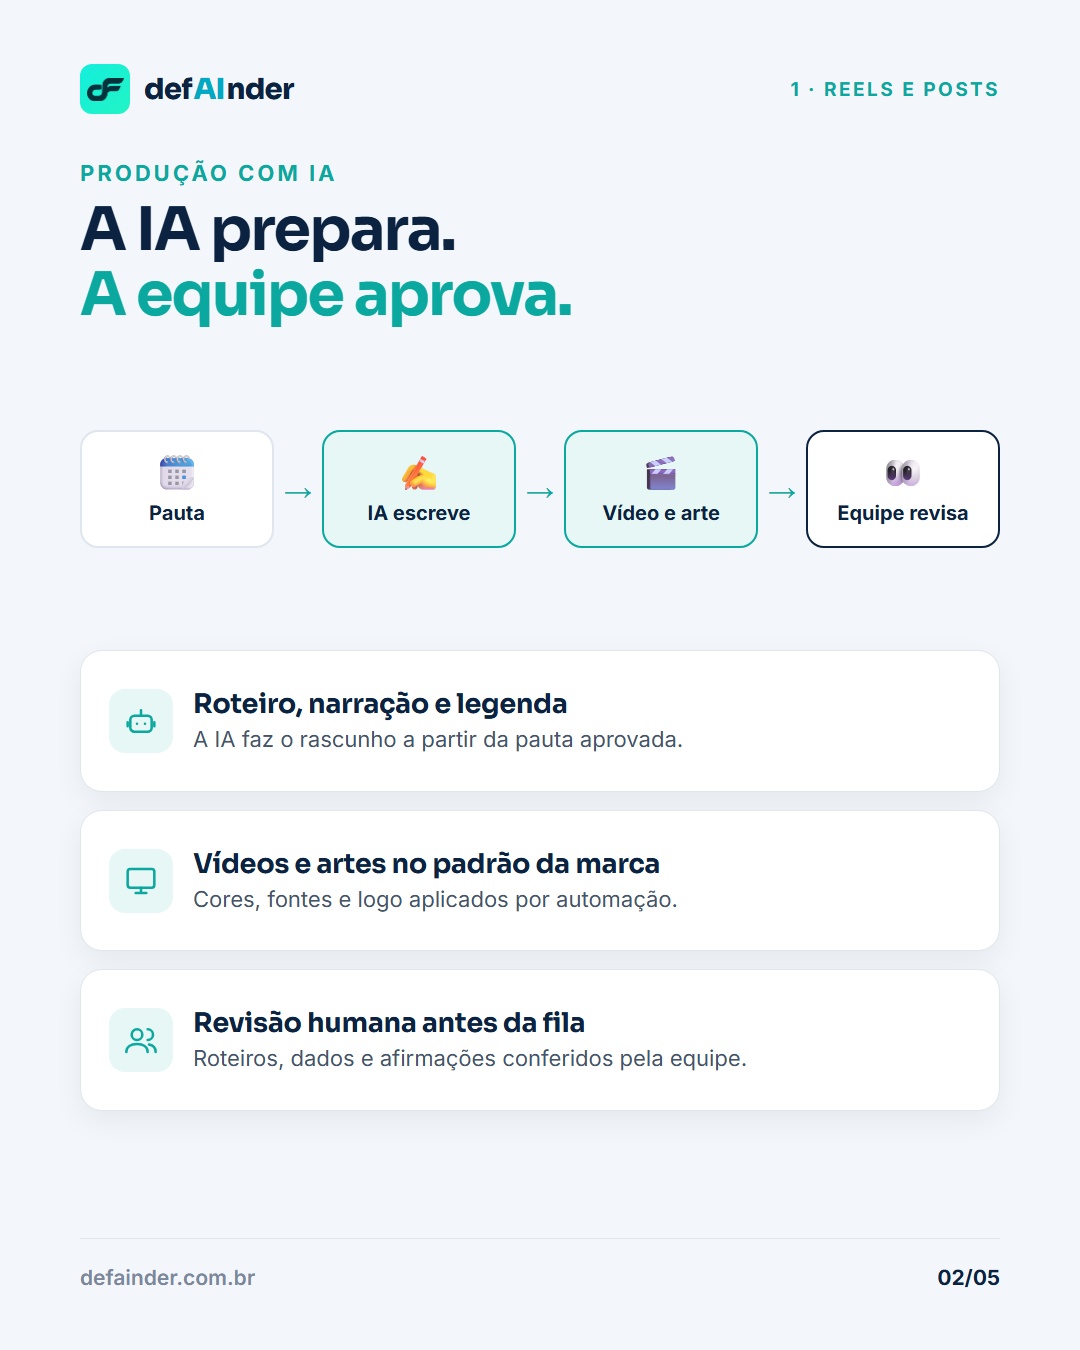 defAInder
1 · REELS E POSTS
PRODUÇÃO COM IA
A IA prepara.
A equipe aprova.
Pauta
→
IA escreve
→
Vídeo e arte
→
Equipe revisa
Roteiro, narração e legenda
A IA faz o rascunho a partir da pauta aprovada.
Vídeos e artes no padrão da marca
Cores, fontes e logo aplicados por automação.
Revisão humana antes da fila
Roteiros, dados e afirmações conferidos pela equipe.
defainder.com.br
02/05